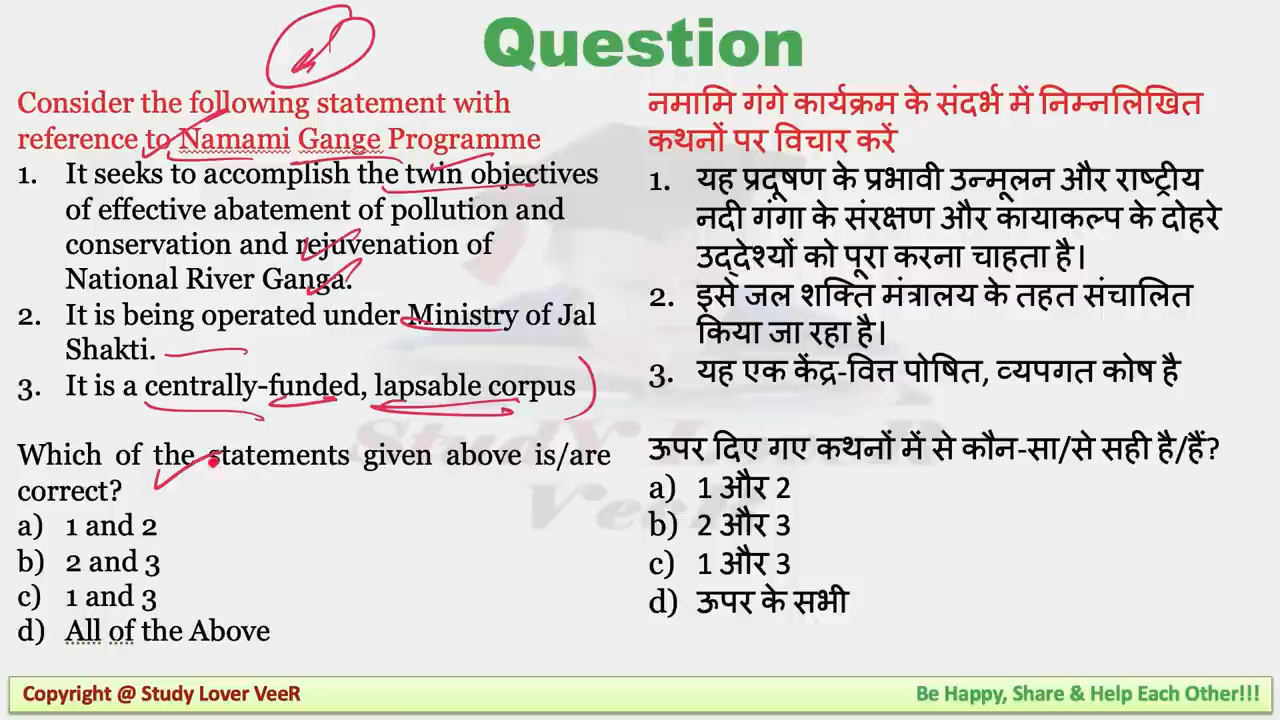 Question
Consider the following statement with
reference to Namami Gange Programme
1. It seeks to accomplish the twin objectives
of effective abatement of pollution and
conservation and rejuvenation of
National River Ganga.
2. It is being operated under Ministry of Jal
Shakti.
3. It is a centrally-funded, lapsable corpus
Which of the statements given above is/are
correct?
a) 1 and 2
b) 2 and 3
c) 1 and 3
d) All of the Above
नमामि गंगे कार्यक्रम के संदर्भ में निम्नलिखित
कथनों पर विचार करें
1. यह प्रदूषण के प्रभावी उन्मूलन और राष्ट्रीय
नदी गंगा के संरक्षण और कायाकल्प के दोहरे
उद्देश्यों को पूरा करना चाहता है।
2. इसे जल शक्ति मंत्रालय के तहत संचालित
किया जा रहा है।
3. यह एक केंद्र-वित्त पोषित, व्यपगत कोष है
ऊपर दिए गए कथनों में से कौन-सा/से सही है/हैं?
a) 1 और 2
b) 2 और 3
c) 1 और 3
d) ऊपर के सभी
StudY LoveR
VeeR
Copyright @ Study Lover VeeR
Be Happy, Share & Help Each Other!!!